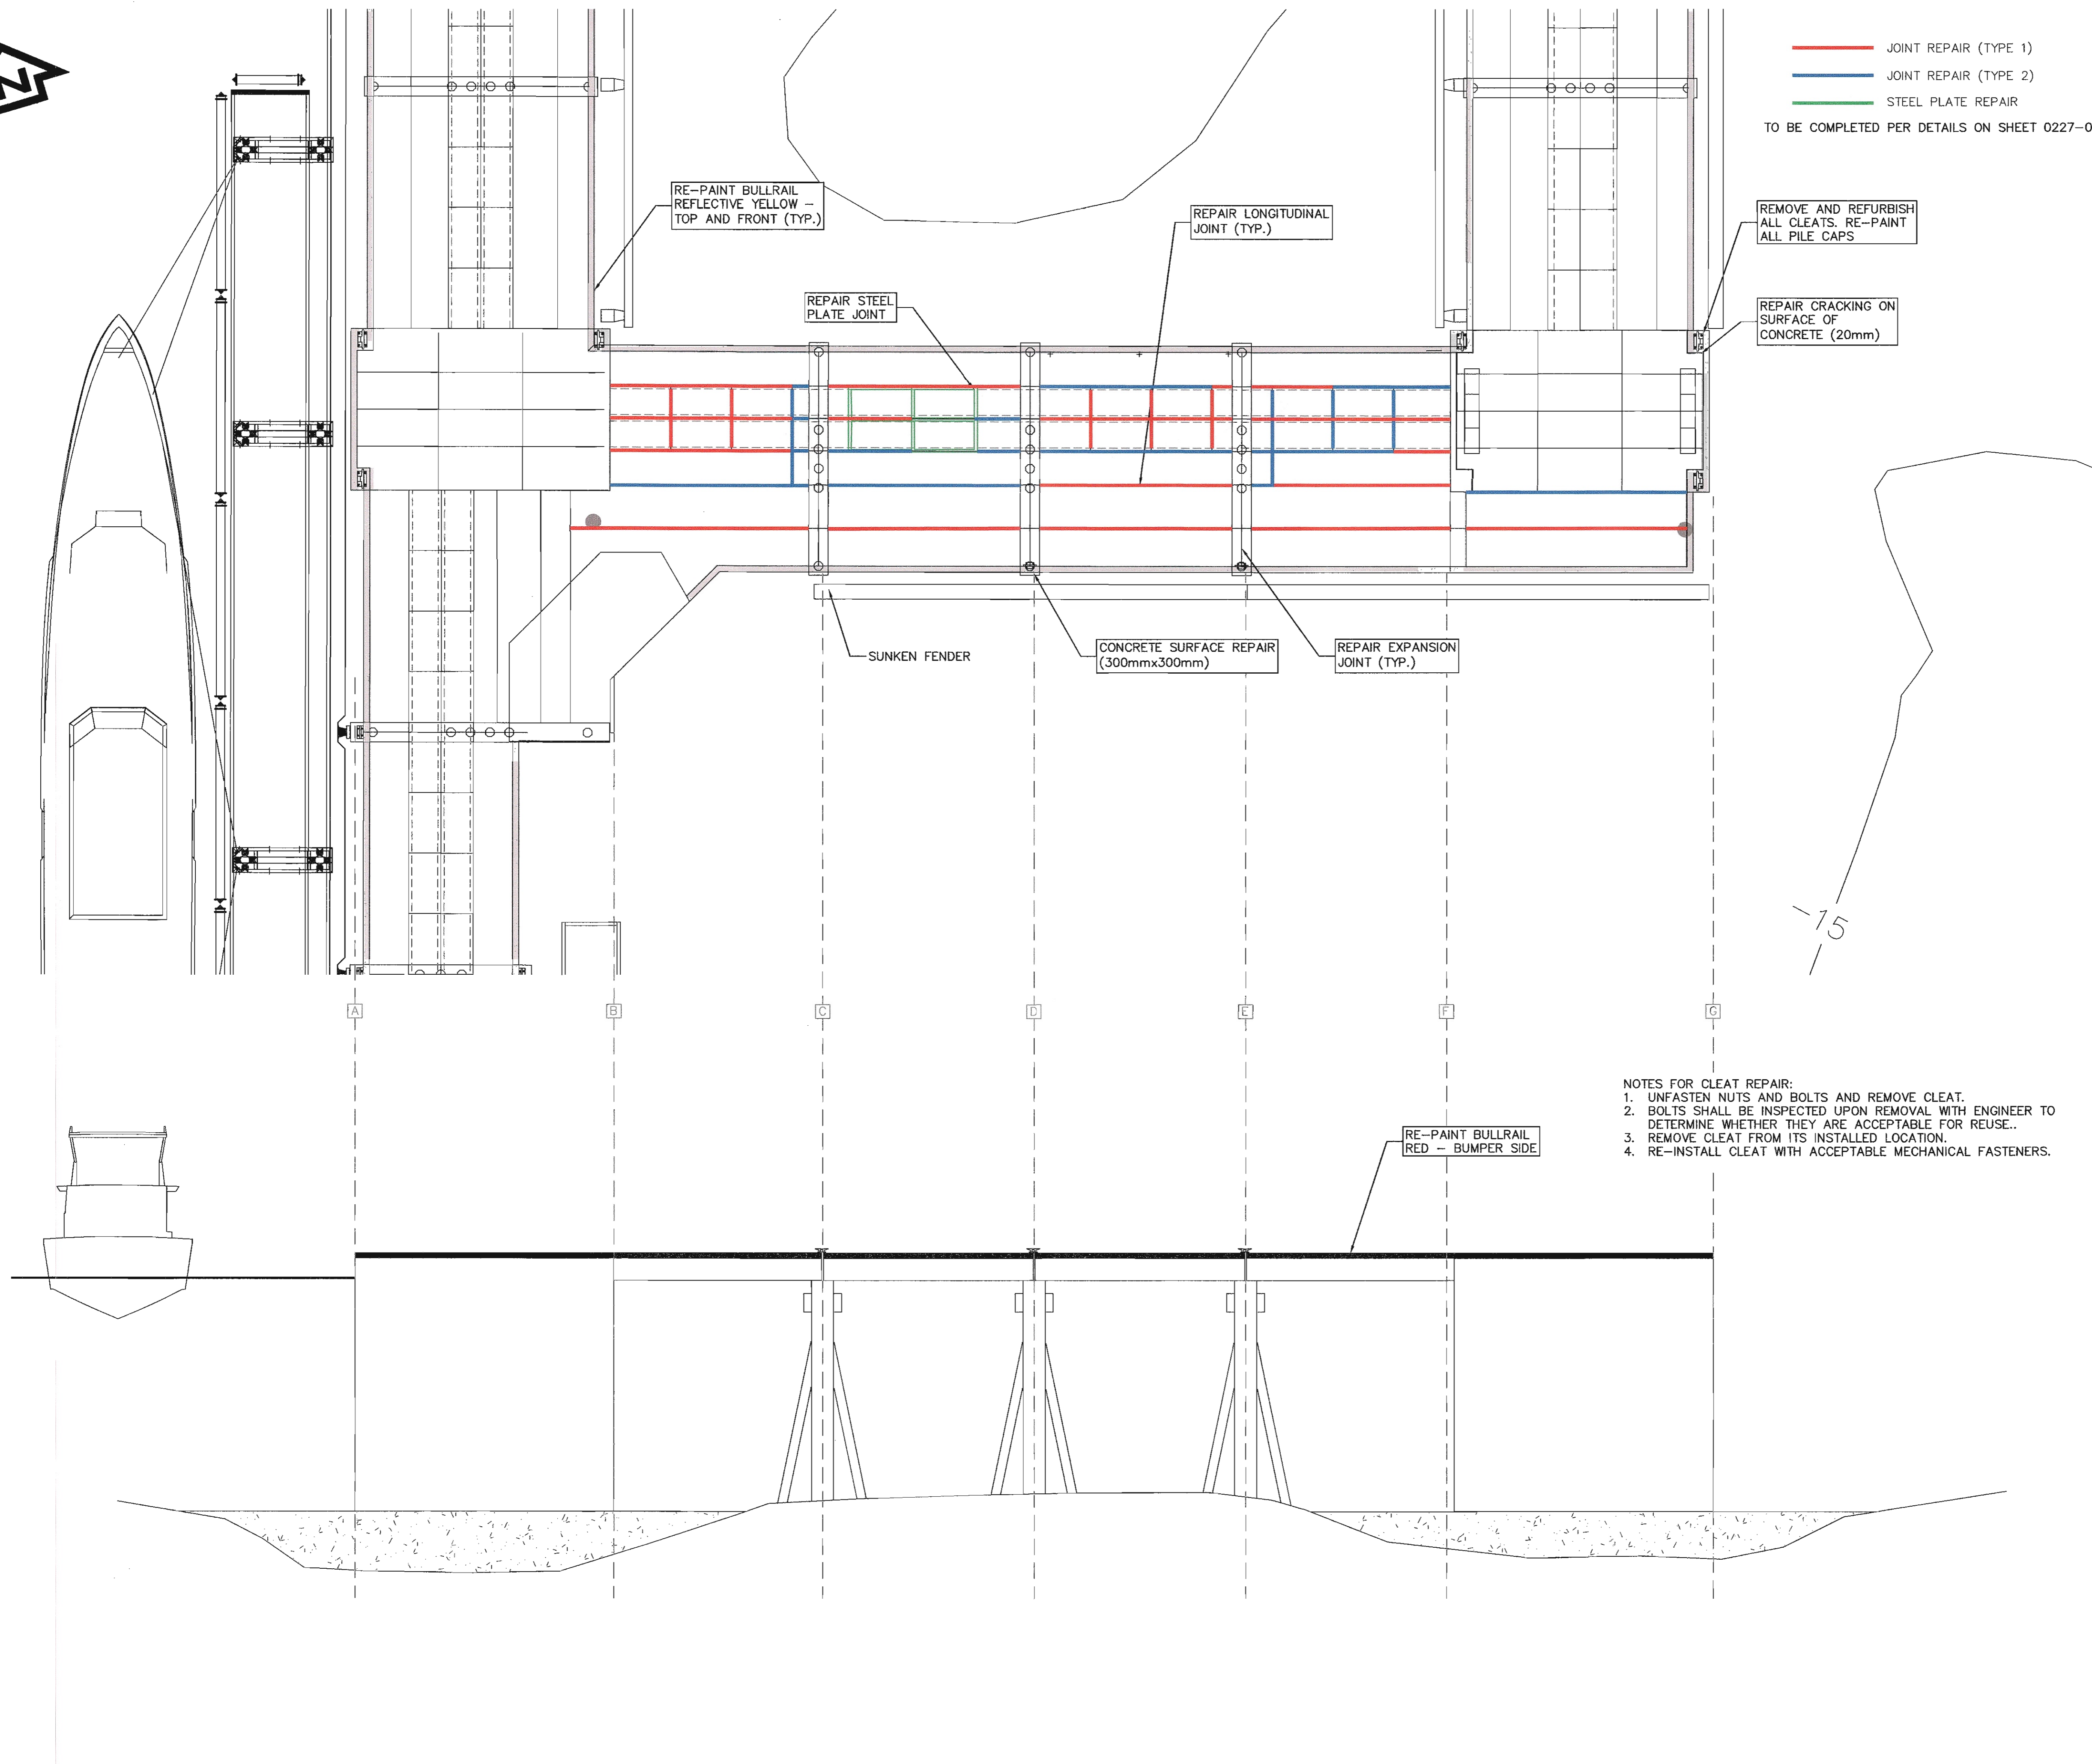 N
JOINT REPAIR (TYPE 1)
JOINT REPAIR (TYPE 2)
STEEL PLATE REPAIR
TO BE COMPLETED PER DETAILS ON SHEET 0227-0
RE-PAINT BULLRAIL
REFLECTIVE YELLOW -
TOP AND FRONT (TYP.)
REPAIR LONGITUDINAL
JOINT (TYP.)
REMOVE AND REFURBISH
ALL CLEATS. RE-PAINT
ALL PILE CAPS
REPAIR STEEL
PLATE JOINT
REPAIR CRACKING ON
SURFACE OF
CONCRETE (20mm)
SUNKEN FENDER
CONCRETE SURFACE REPAIR
(300mmx300mm)
REPAIR EXPANSION
JOINT (TYP.)
-15
A
B
C
D
E
F
G
NOTES FOR CLEAT REPAIR:
1. UNFASTEN NUTS AND BOLTS AND REMOVE CLEAT.
2. BOLTS SHALL BE INSPECTED UPON REMOVAL WITH ENGINEER TO
DETERMINE WHETHER THEY ARE ACCEPTABLE FOR REUSE..
3. REMOVE CLEAT FROM ITS INSTALLED LOCATION.
4. RE-INSTALL CLEAT WITH ACCEPTABLE MECHANICAL FASTENERS.
RE-PAINT BULLRAIL
RED - BUMPER SIDE